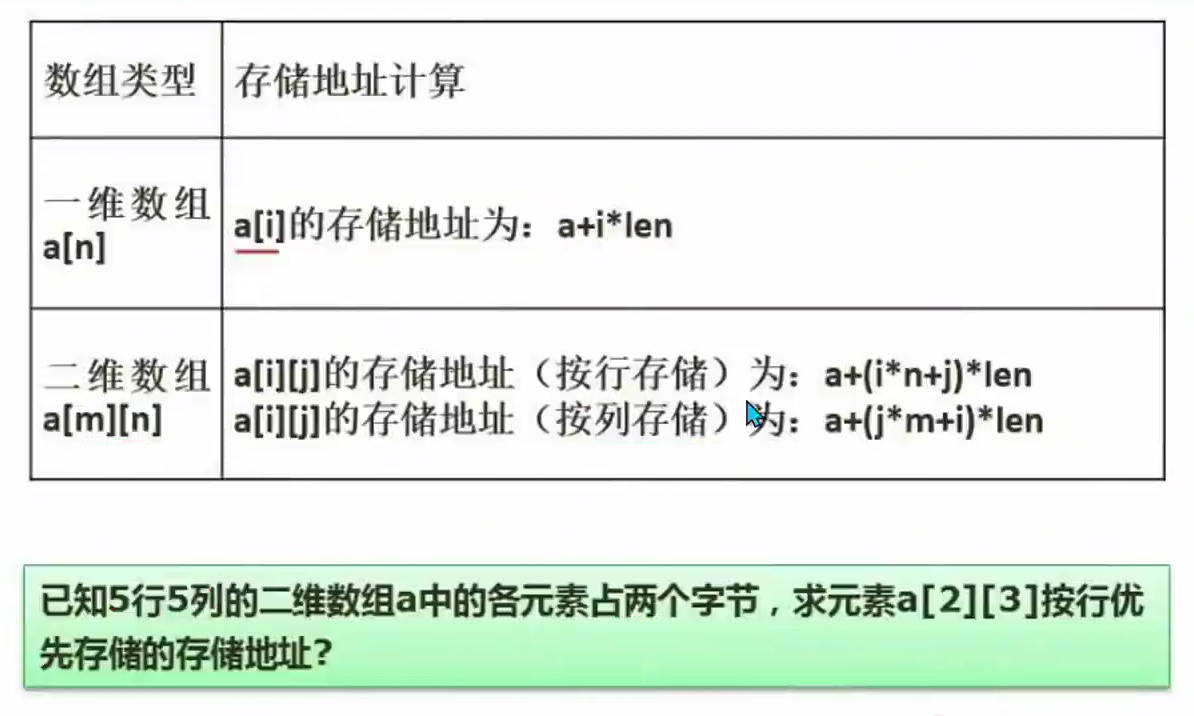 数组类型
存储地址计算
一维数组
a[n]
a[i]的存储地址为：a+i*len
二维数组
a[m][n]
a[i][j]的存储地址（按行存储）为：a+(i*n+j)*len
a[i][j]的存储地址（按列存储）为：a+(j*m+i)*len
已知5行5列的二维数组a中的各元素占两个字节，求元素a[2][3]按行优
先存储的存储地址?